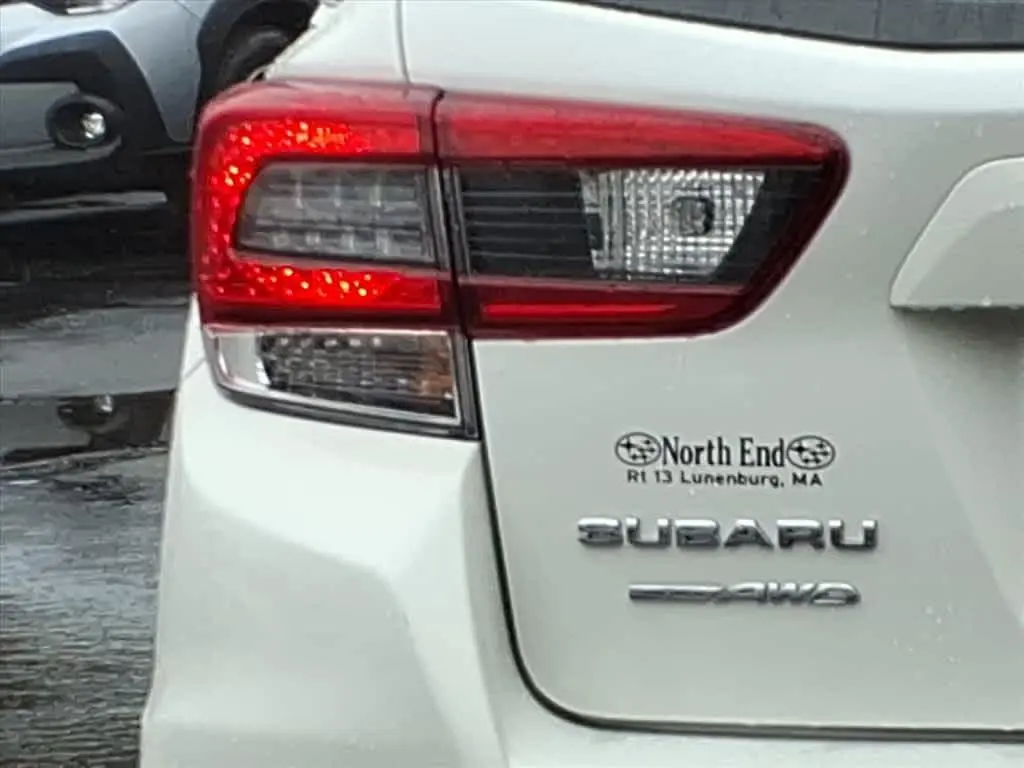 North End
Rt 13 Lunenburg, MA
SUBARU
AWD